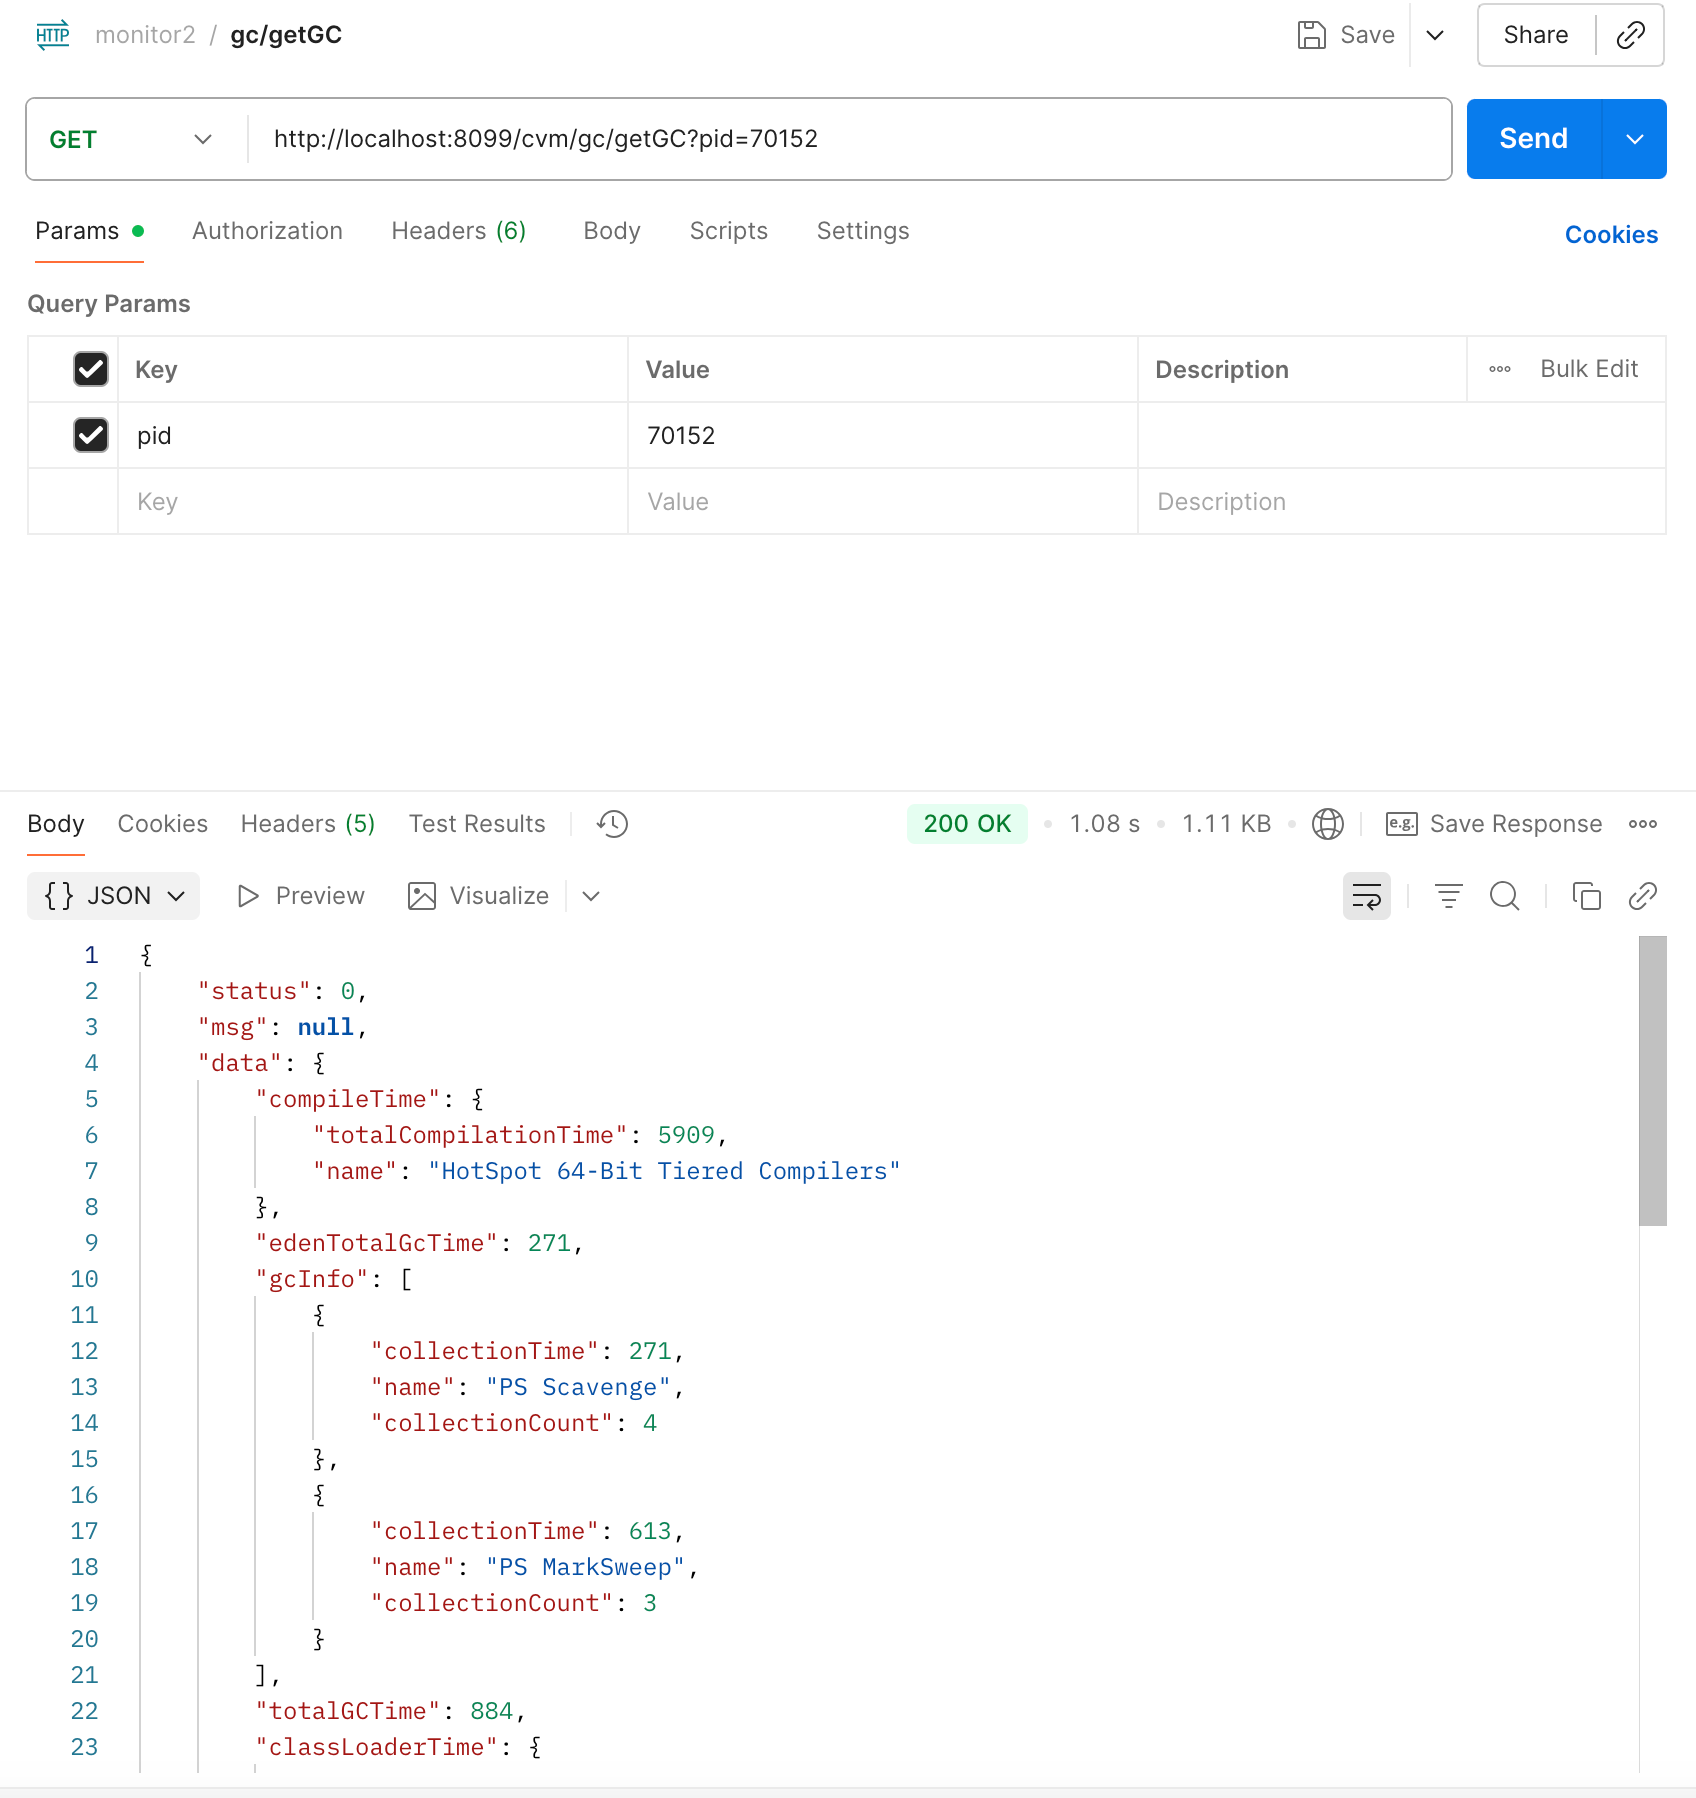 HTTP monitor2 / gc/getGC Save Share
GET http://localhost:8099/cvm/gc/getGC?pid=70152 Send
Params Authorization Headers (6) Body Scripts Settings Cookies
Query Params
Key Value Description Bulk Edit
pid 70152
Key Value Description
Body Cookies Headers (5) Test Results 200 OK 1.08 s 1.11 KB e.g. Save Response
{} JSON Preview Visualize
1 {
2 "status": 0,
3 "msg": null,
4 "data": {
5 "compileTime": {
6 "totalCompilationTime": 5909,
7 "name": "HotSpot 64-Bit Tiered Compilers"
8 },
9 "edenTotalGcTime": 271,
10 "gcInfo": [
11 {
12 "collectionTime": 271,
13 "name": "PS Scavenge",
14 "collectionCount": 4
15 },
16 {
17 "collectionTime": 613,
18 "name": "PS MarkSweep",
19 "collectionCount": 3
20 }
21 ],
22 "totalGCTime": 884,
23 "classLoaderTime": {